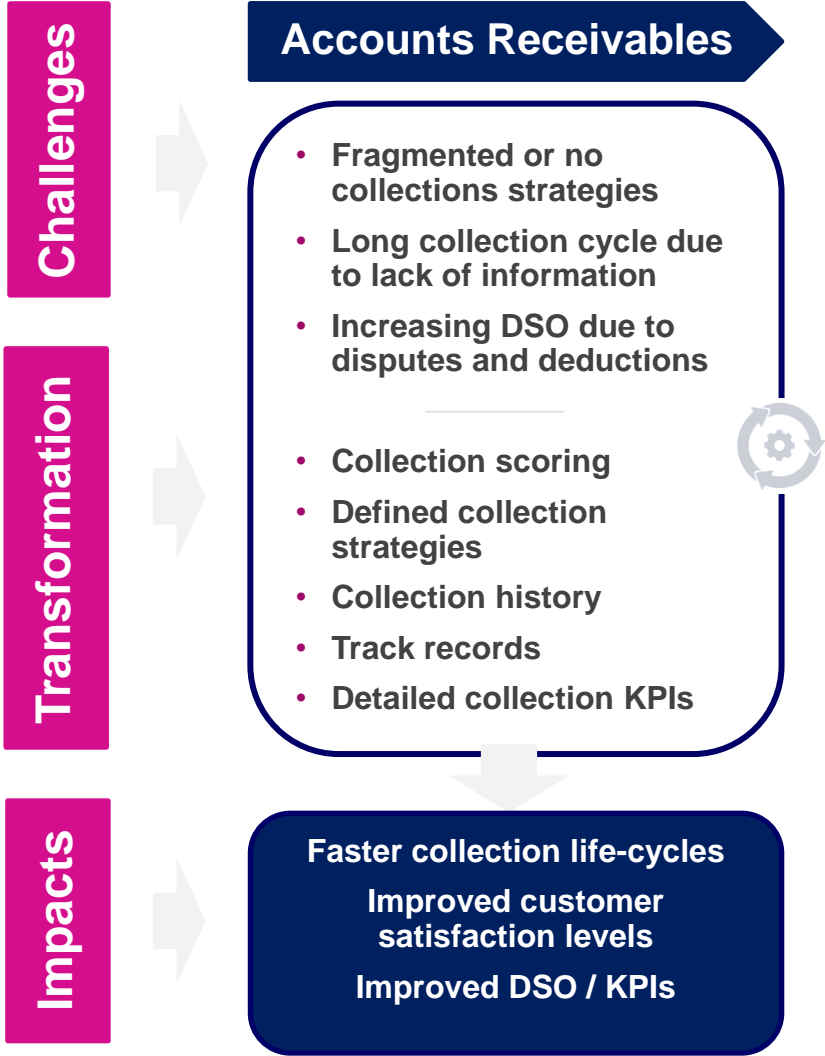 Challenges
Accounts Receivables
• Fragmented or no
collections strategies
• Long collection cycle due
to lack of information
• Increasing DSO due to
disputes and deductions
Transformation
• Collection scoring
• Defined collection
strategies
• Collection history
• Track records
• Detailed collection KPIs
Impacts
Faster collection life-cycles
Improved customer
satisfaction levels
Improved DSO / KPIs